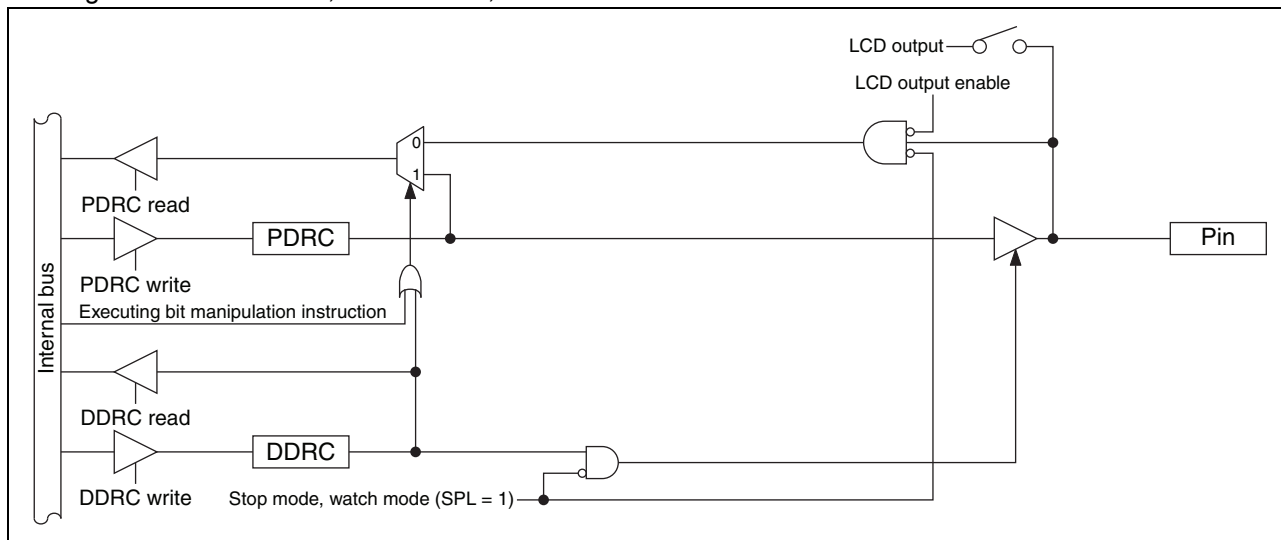 LCD output
LCD output enable
0
1
PDRC read
PDRC
Pin
PDRC write
Executing bit manipulation instruction
Internal bus
DDRC read
DDRC
DDRC write
Stop mode, watch mode (SPL = 1)